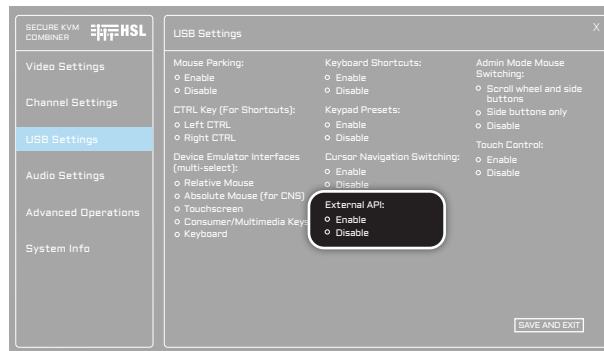 SECURE KVM
COMBINER
HSL
USB Settings
X
Video Settings
Channel Settings
USB Settings
Audio Settings
Advanced Operations
System Info
Mouse Parking:
Enable
Disable
CTRL Key (For Shortcuts):
Left CTRL
Right CTRL
Device Emulator Interfaces
(multi-select):
Relative Mouse
Absolute Mouse (for CNS)
Touchscreen
Consumer/Multimedia Keys
Keyboard
Keyboard Shortcuts:
Enable
Disable
Keypad Presets:
Enable
Disable
Cursor Navigation Switching:
Enable
Disable
External API:
Enable
Disable
Admin Mode Mouse
Switching:
Scroll wheel and side
buttons
Side buttons only
Disable
Touch Control:
Enable
Disable
SAVE AND EXIT